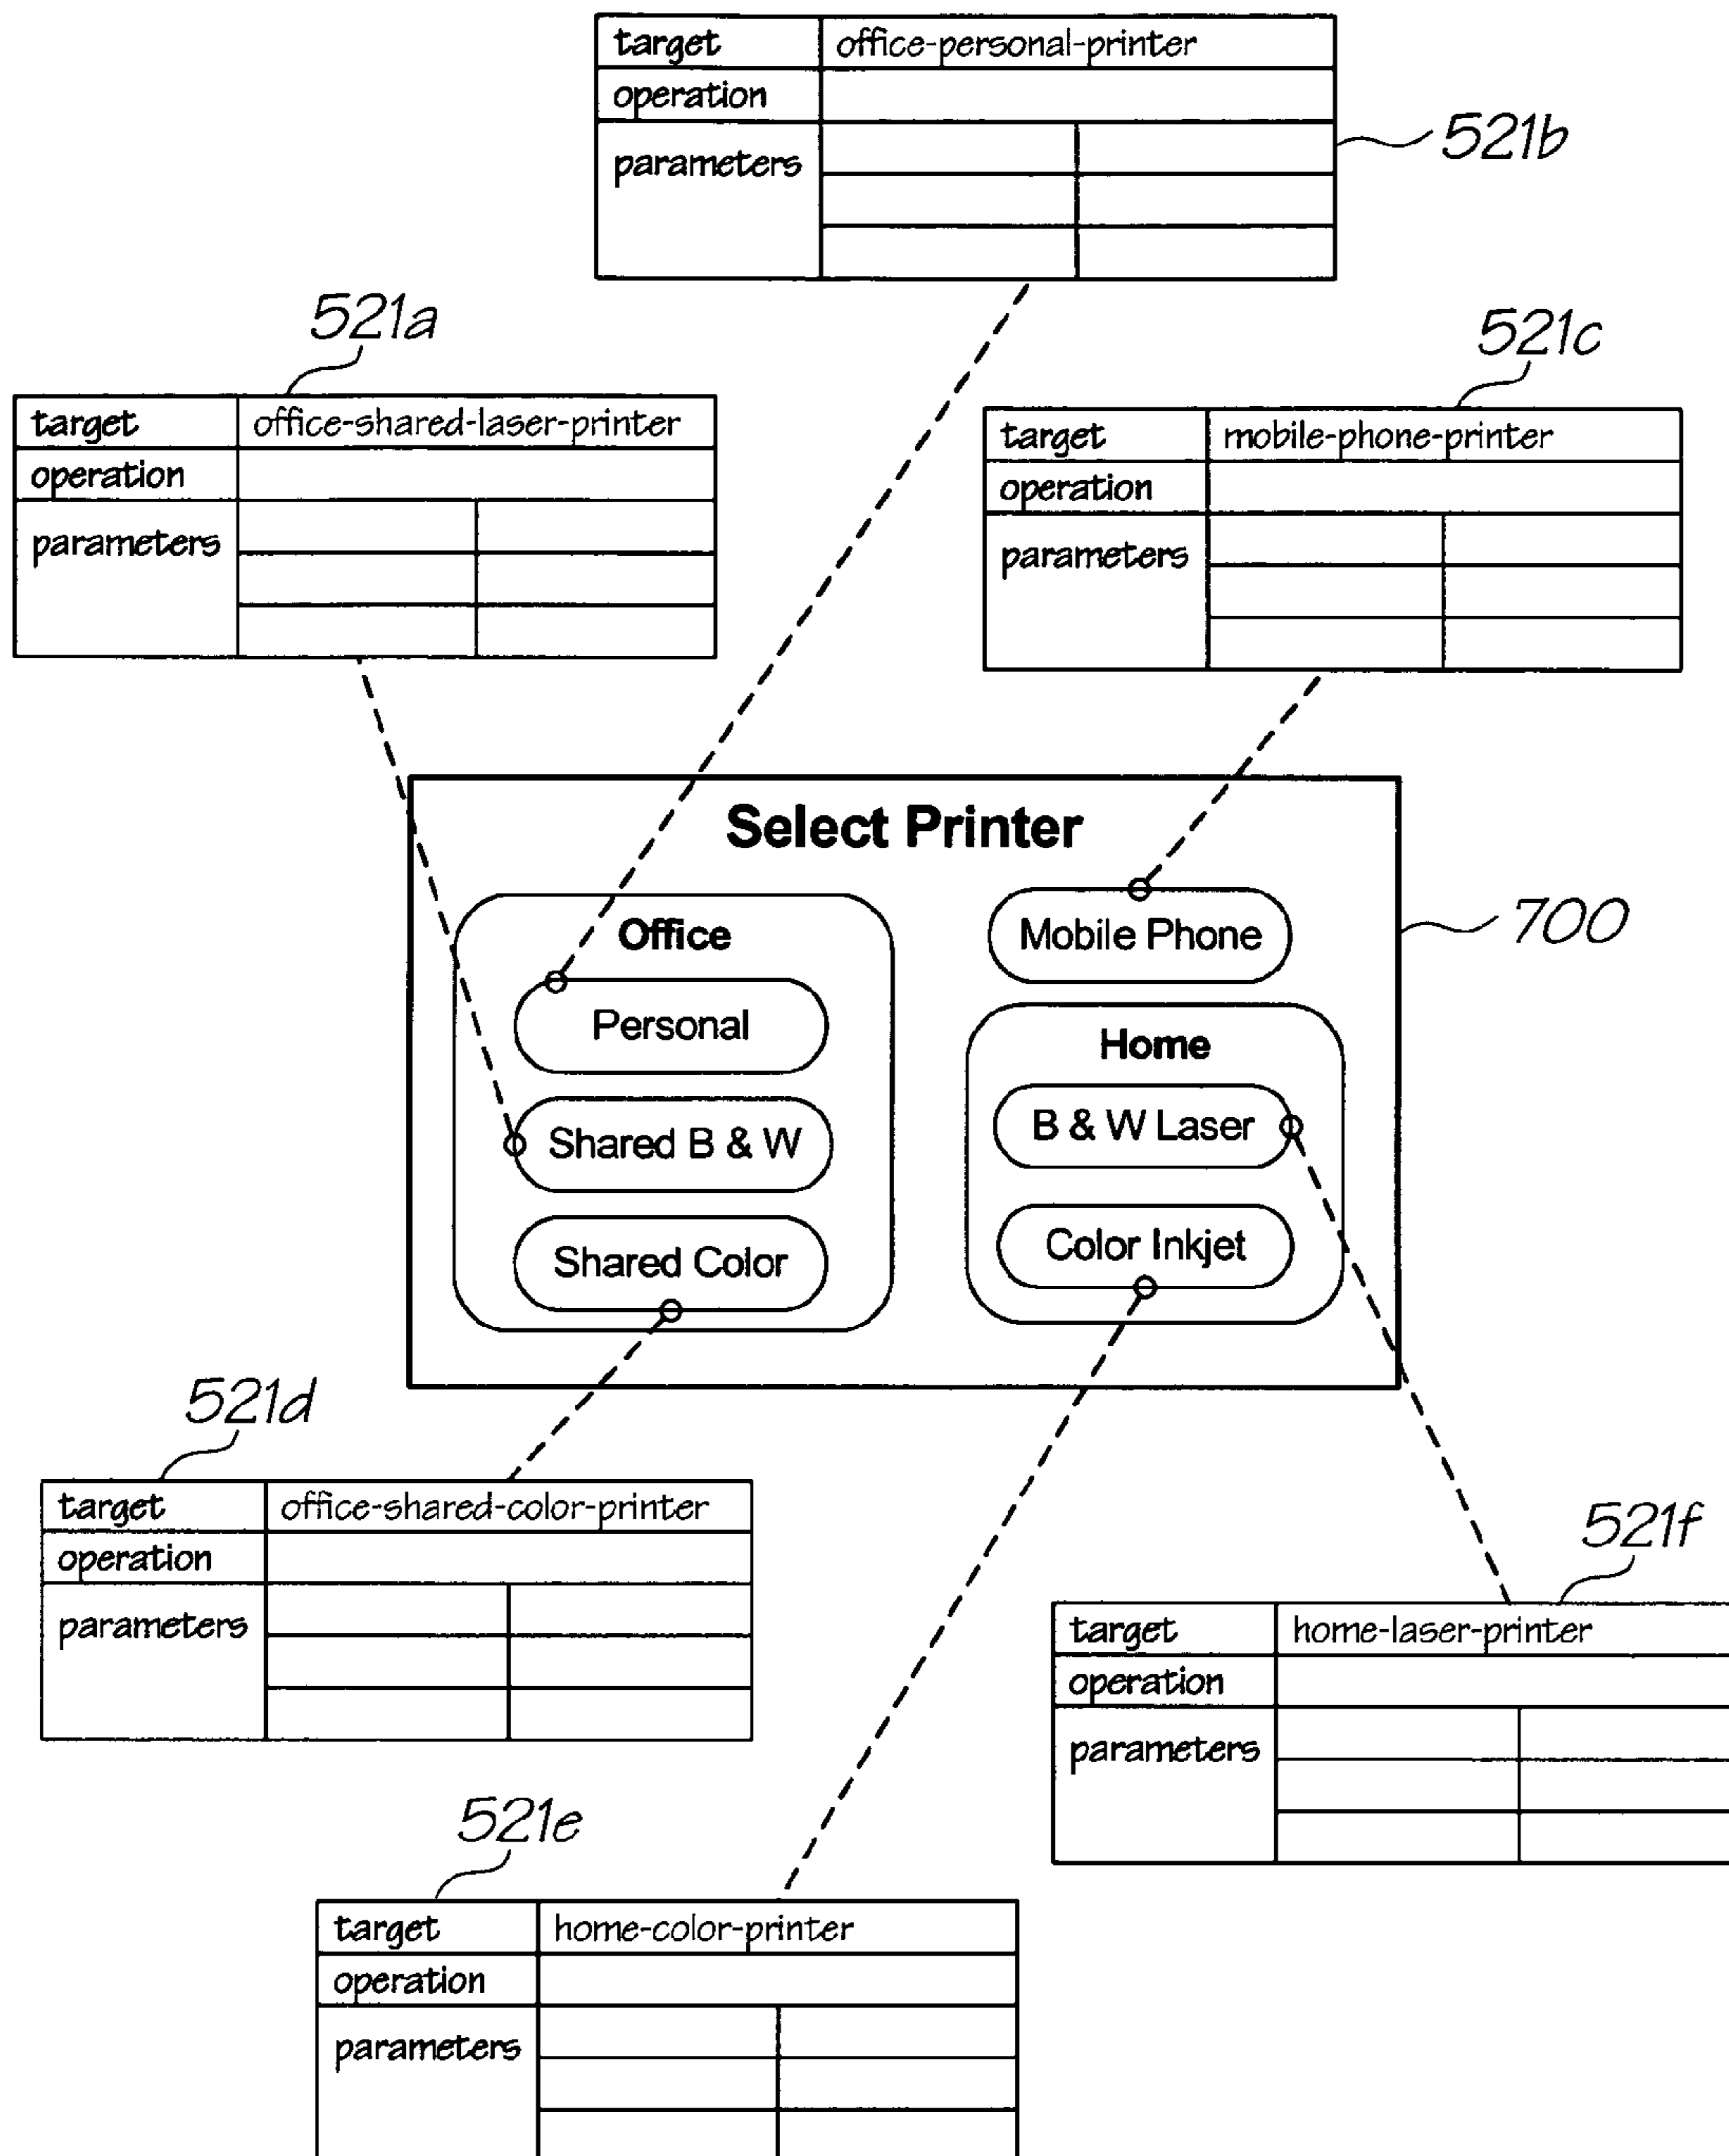 target office-personal-printer
operation
parameters
521b
521a
target office-shared-laser-printer
operation
parameters
521c
target mobile-phone-printer
operation
parameters
Select Printer
700
Office
Personal
Shared B & W
Shared Color
Mobile Phone
Home
B & W Laser
Color Inkjet
521d
target office-shared-color-printer
operation
parameters
521f
target home-laser-printer
operation
parameters
521e
target home-color-printer
operation
parameters